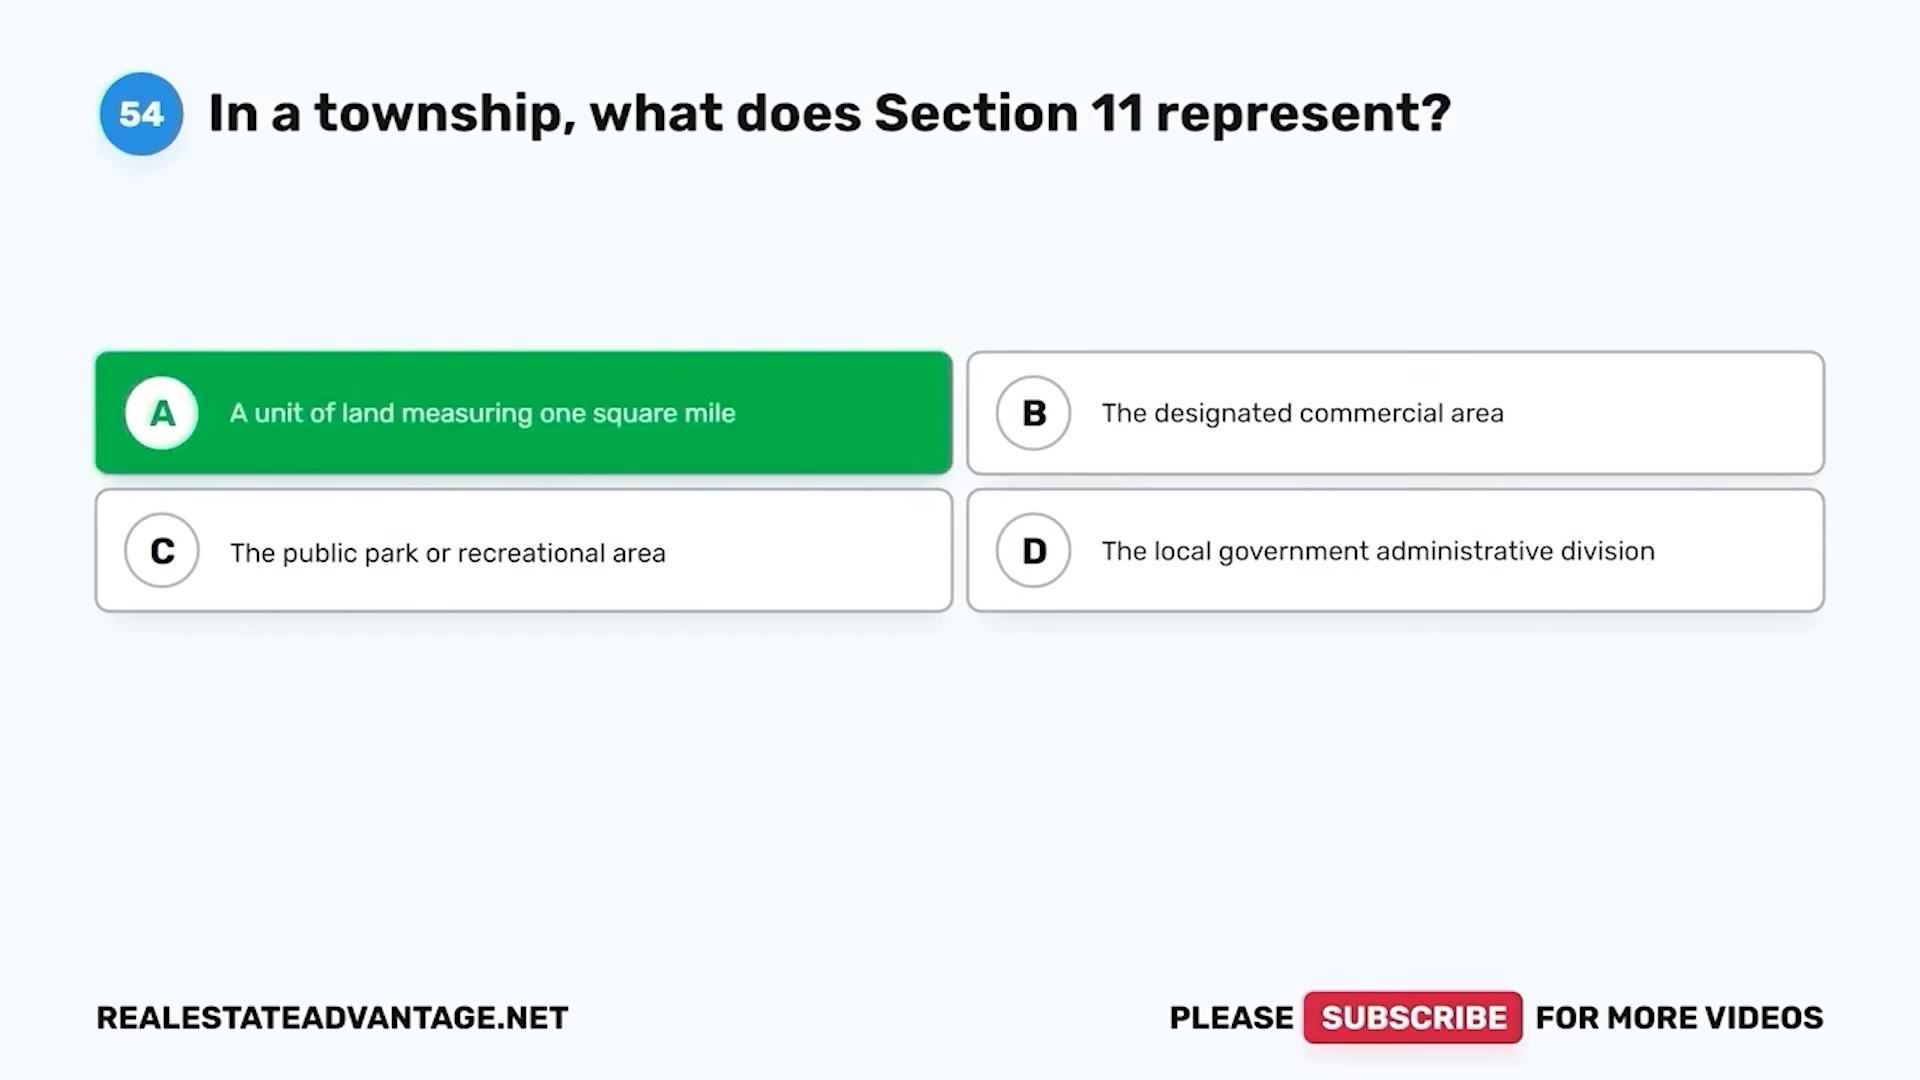 54 In a township, what does Section 11 represent?
A A unit of land measuring one square mile
B The designated commercial area
C The public park or recreational area
D The local government administrative division
REALESTATEADVANTAGE.NET
PLEASE SUBSCRIBE FOR MORE VIDEOS